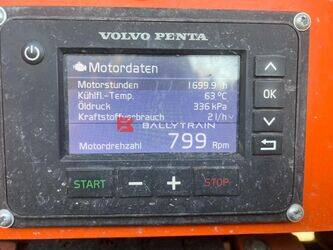 VOLVO PENTA
Motordaten
Motorstunden 1699.9 h
Kühlfl.-Temp. 63 °C
Öldruck 336 kPa
Kraftstoffverbrauch 2 l/h
BALLYTRAIN
Motordrehzahl 799 Rpm
OK
START STOP